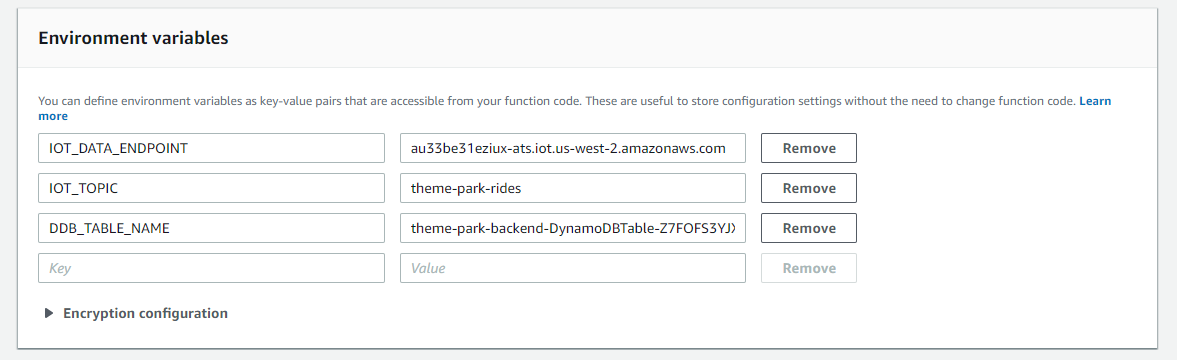 Environment variables
You can define environment variables as key-value pairs that are accessible from your function code. These are useful to store configuration settings without the need to change function code. Learn
more
IOT_DATA_ENDPOINT au33be31eziux-ats.iot.us-west-2.amazonaws.com Remove
IOT_TOPIC theme-park-rides Remove
DDB_TABLE_NAME theme-park-backend-DynamoDBTable-Z7FOFS3YJX Remove
Key Value Remove
Encryption configuration